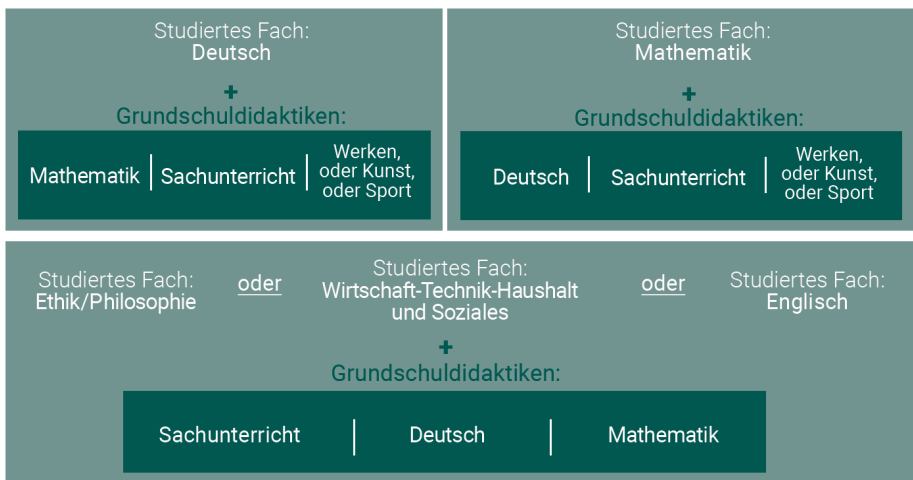 Studiertes Fach:
Deutsch
+
Grundschuldidaktiken:
Mathematik
Sachunterricht
Werken,
oder Kunst,
oder Sport
Studiertes Fach:
Mathematik
+
Grundschuldidaktiken:
Deutsch
Sachunterricht
Werken,
oder Kunst,
oder Sport
Studiertes Fach:
Ethik/Philosophie
oder
Studiertes Fach:
Wirtschaft-Technik-Haushalt
und Soziales
oder
Studiertes Fach:
Englisch
+
Grundschuldidaktiken:
Sachunterricht
Deutsch
Mathematik